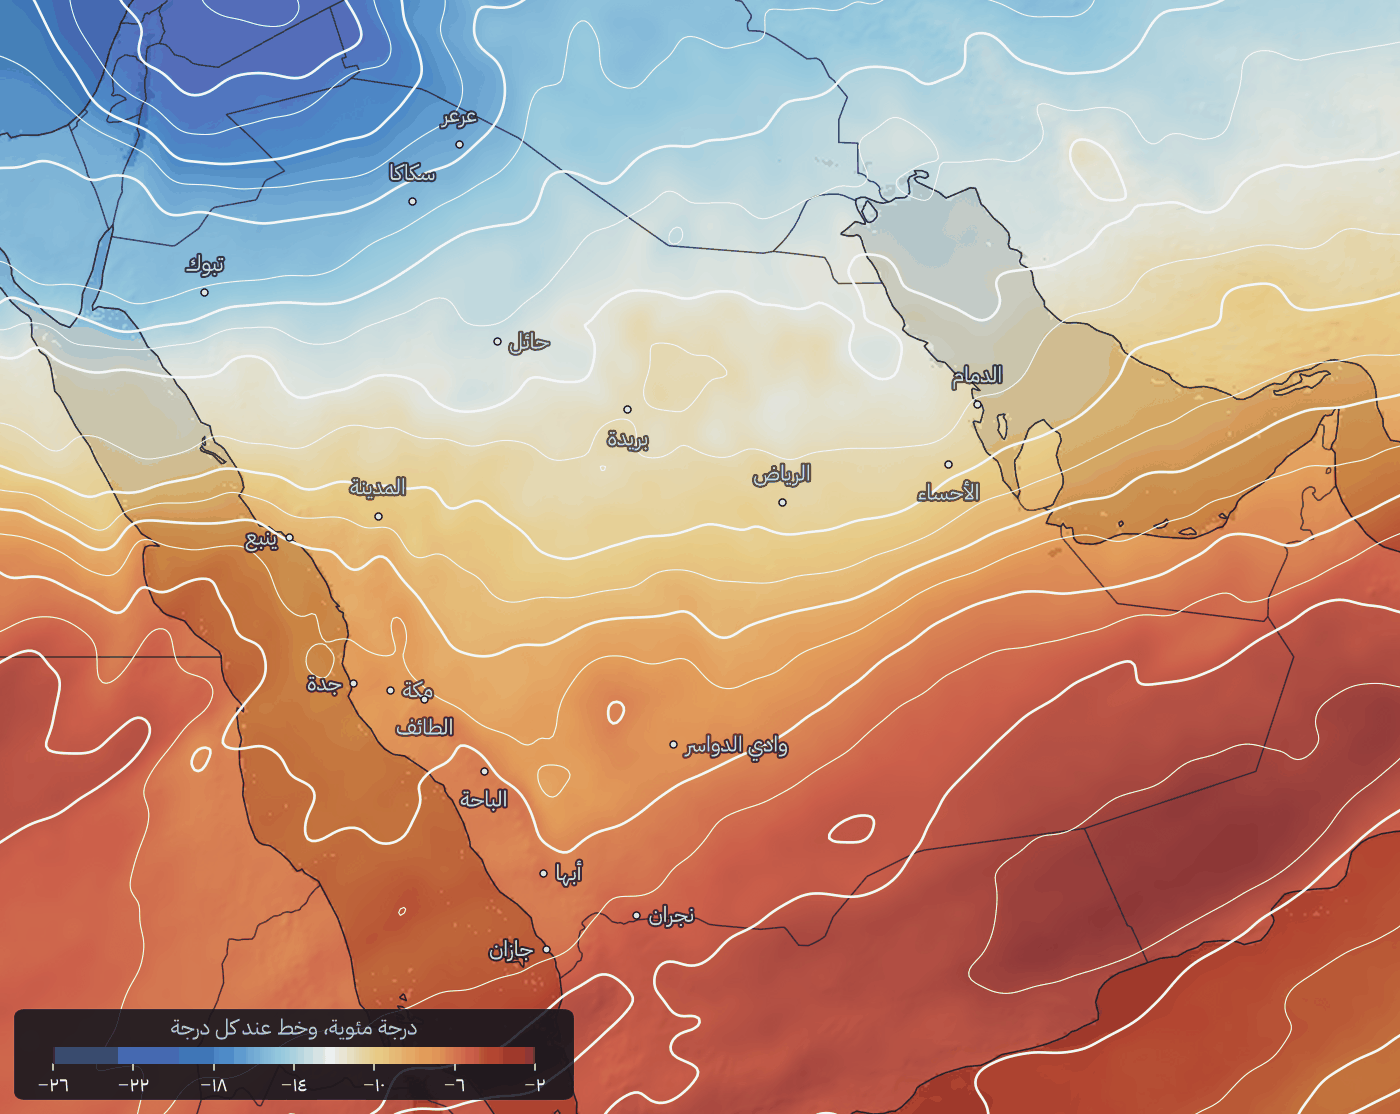 عرعر
سكاكا
تبوك
حائل
الدمام
بريدة
الرياض
المدينة
الأحساء
ينبع
جدة
مكة
الطائف
وادي الدواسر
الباحة
أبها
نجران
جازان
درجة مئوية، وخط عند كل درجة
−٢٦ −٢٢ −١٨ −١٤ −١٠ −٦ −٢